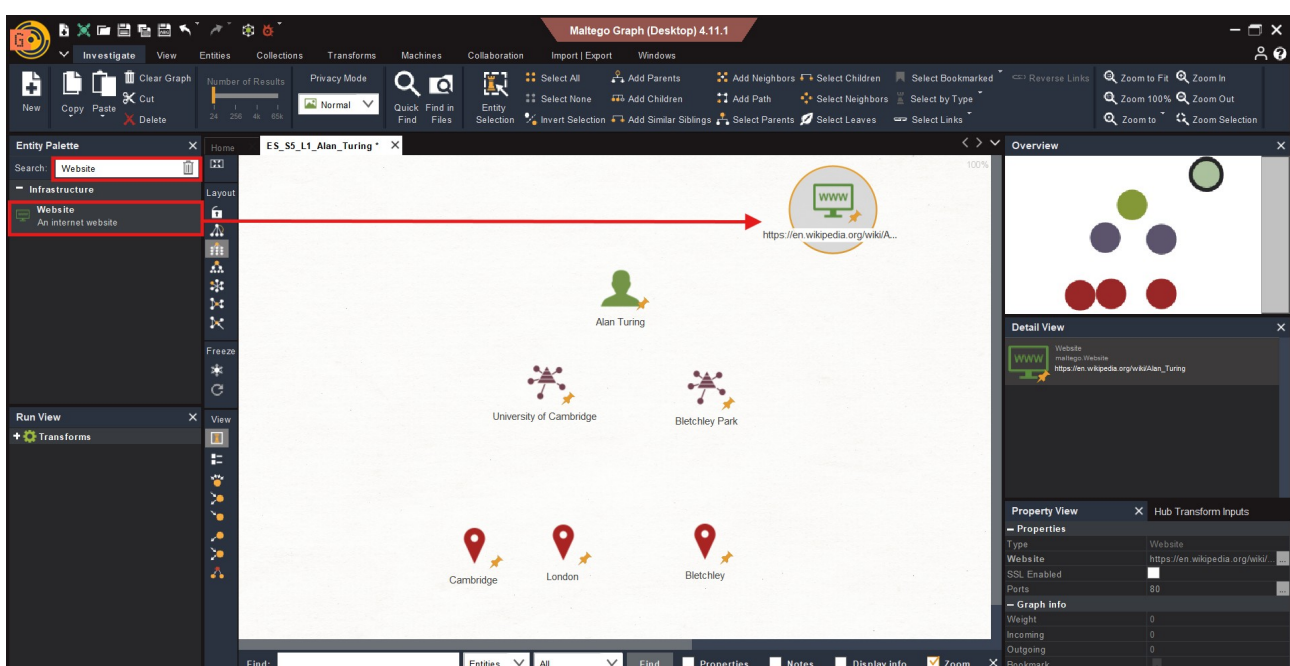 Maltego Graph (Desktop) 4.11.1
Investigate View Entities Collections Transforms Machines Collaboration Import | Export Windows
New
Copy
Paste
Clear Graph
Cut
Delete
Number of Results
24 256 4k 65k
Privacy Mode
Normal
Quick Find
Find in Files
Entity Selection
Select All
Select None
Invert Selection
Add Parents
Add Children
Add Similar Siblings
Add Neighbors
Add Path
Select Parents
Select Children
Select Neighbors
Select Leaves
Select Bookmarked
Select by Type
Select Links
Reverse Links
Zoom to Fit
Zoom In
Zoom 100%
Zoom Out
Zoom to
Zoom Selection
Entity Palette
Search: Website
Infrastructure
Website
An internet website
Run View
Transforms
Home
ES_S5_L1_Alan_Turing *
Layout
Freeze
View
100%
WWW
https://en.wikipedia.org/wiki/A...
Alan Turing
University of Cambridge
Bletchley Park
Cambridge
London
Bletchley
Find:
Entities
All
Find
Properties
Notes
Display info
Zoom
Overview
Detail View
WWW
Website
maltego.Website
https://en.wikipedia.org/wiki/Alan_Turing
Property View
Hub Transform Inputs
Properties
Type Website
Website https://en.wikipedia.org/wiki/...
SSL Enabled
Ports 80
Graph info
Weight 0
Incoming 0
Outgoing 0
Bookmark